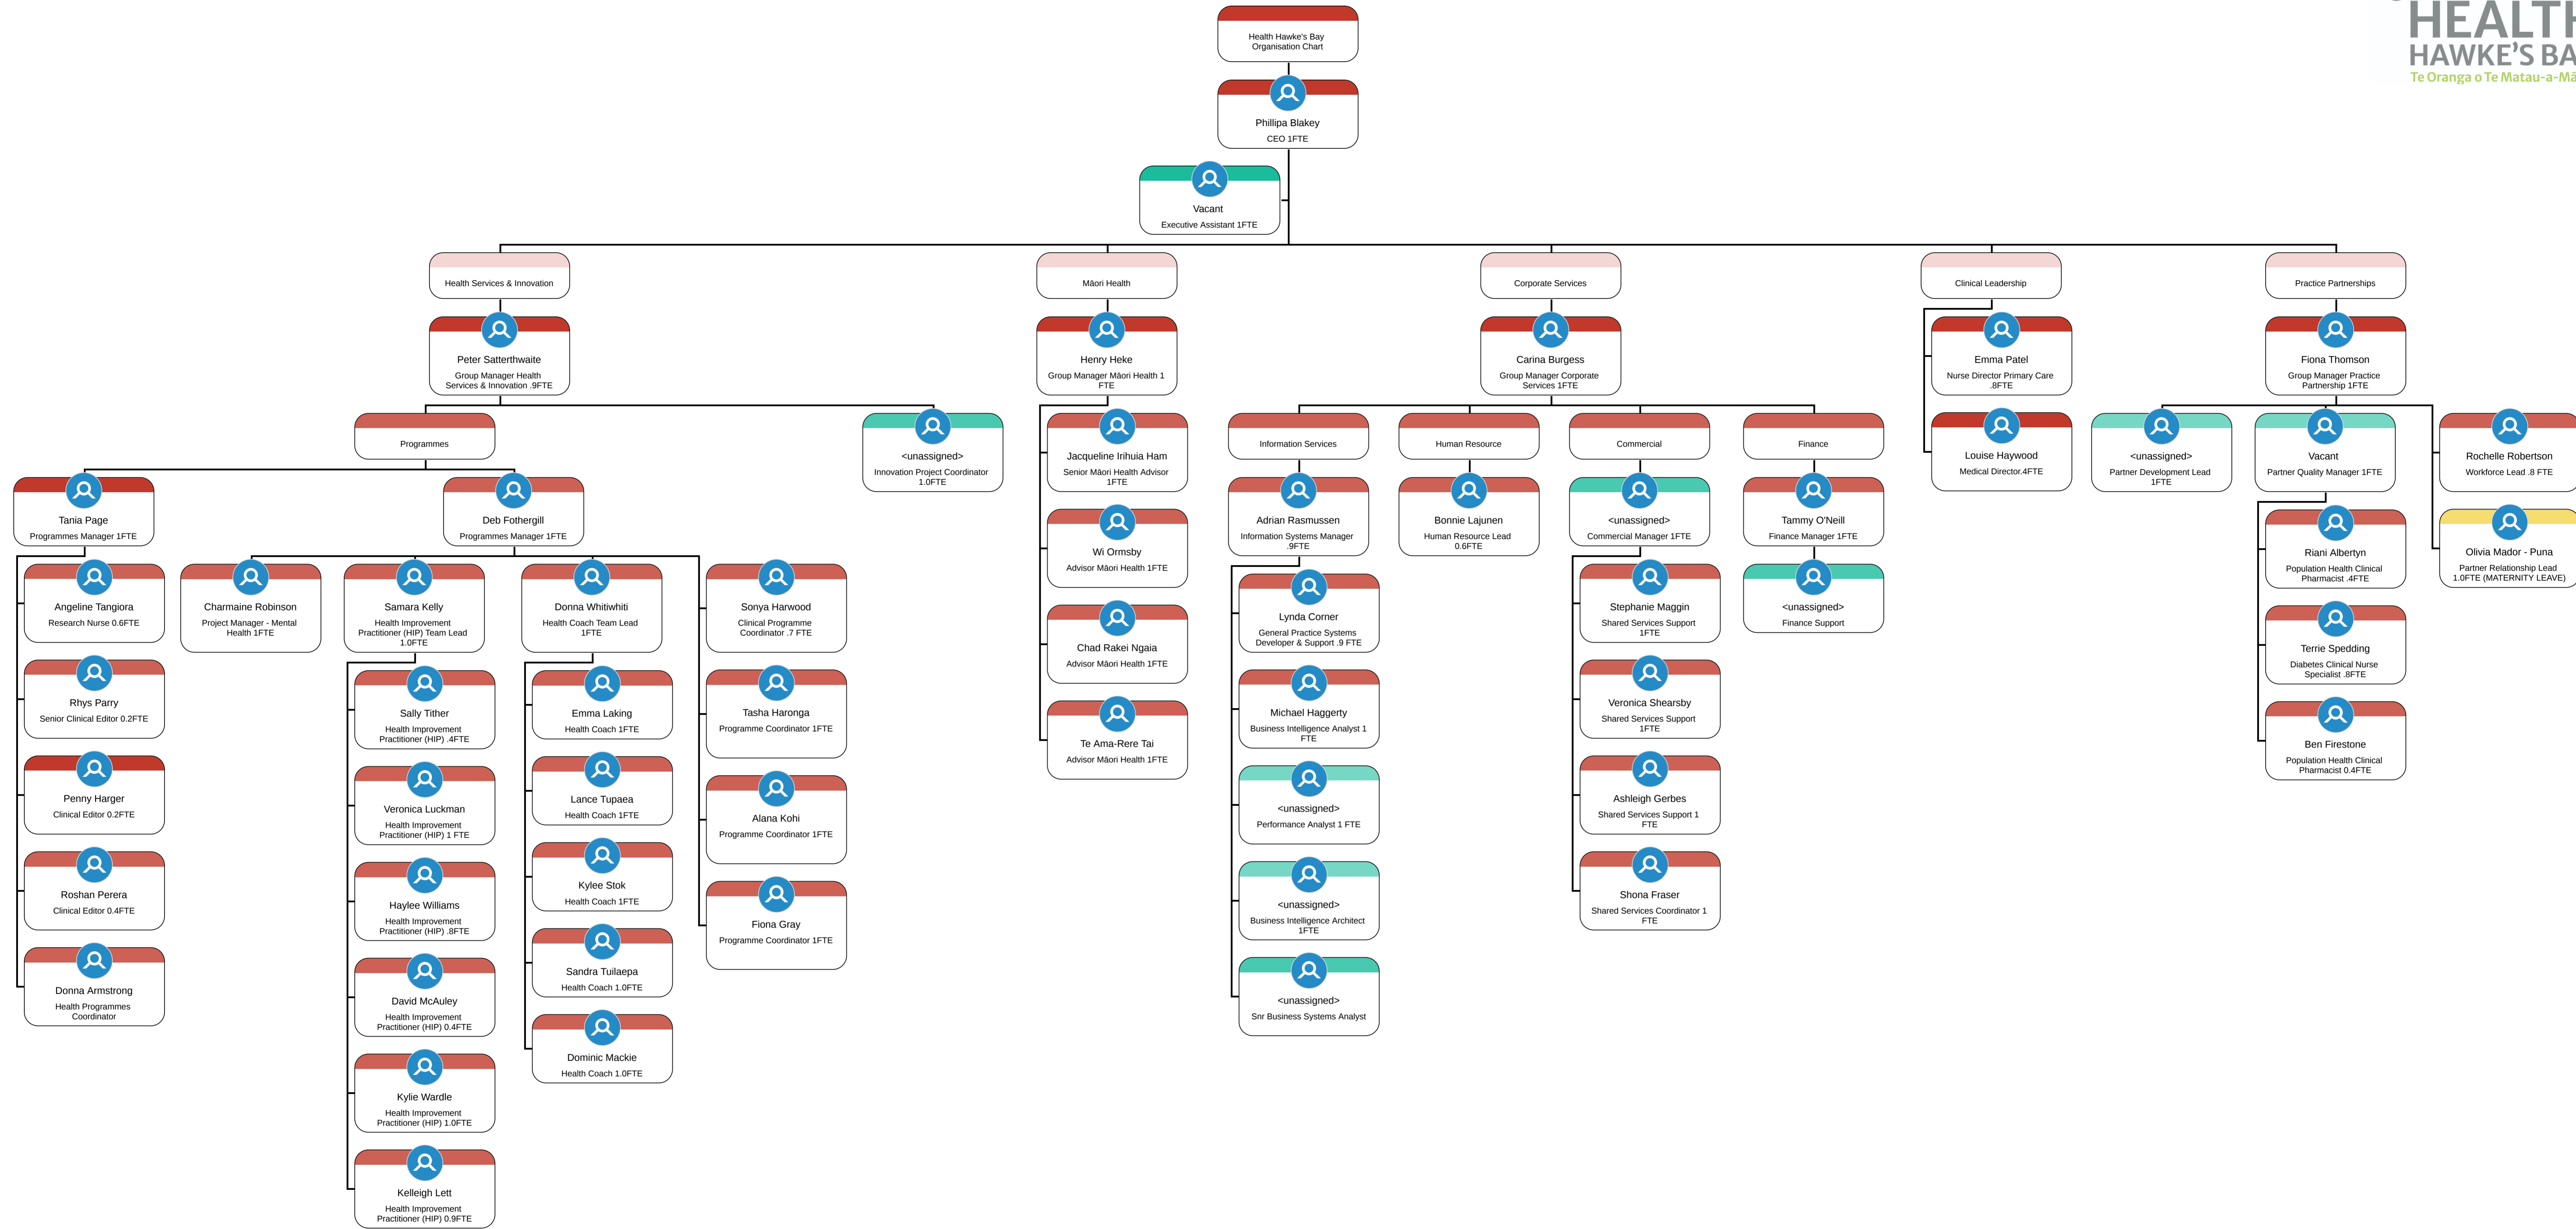 HEALTH
HAWKE'S BA
Te Oranga o Te Matau-a-Mā
Health Hawke's Bay
Organisation Chart
Phillipa Blakey
CEO 1FTE
Vacant
Executive Assistant 1FTE
Health Services & Innovation
Peter Satterthwaite
Group Manager Health
Services & Innovation .9FTE
Programmes
Tania Page
Programmes Manager 1FTE
Angeline Tangiora
Research Nurse 0.6FTE
Rhys Parry
Senior Clinical Editor 0.2FTE
Penny Harger
Clinical Editor 0.2FTE
Roshan Perera
Clinical Editor 0.4FTE
Donna Armstrong
Health Programmes
Coordinator
Deb Fothergill
Programmes Manager 1FTE
Charmaine Robinson
Project Manager - Mental
Health 1FTE
Samara Kelly
Health Improvement
Practitioner (HIP) Team Lead
1.0FTE
Sally Tither
Health Improvement
Practitioner (HIP) .4FTE
Veronica Luckman
Health Improvement
Practitioner (HIP) 1 FTE
Haylee Williams
Health Improvement
Practitioner (HIP) .8FTE
David McAuley
Health Improvement
Practitioner (HIP) 0.4FTE
Kylie Wardle
Health Improvement
Practitioner (HIP) 1.0FTE
Kelleigh Lett
Health Improvement
Practitioner (HIP) 0.9FTE
Donna Whitiwhiti
Health Coach Team Lead
1FTE
Emma Laking
Health Coach 1FTE
Lance Tupaea
Health Coach 1FTE
Kylee Stok
Health Coach 1FTE
Sandra Tuilaepa
Health Coach 1.0FTE
Dominic Mackie
Health Coach 1.0FTE
Sonya Harwood
Clinical Programme
Coordinator .7 FTE
Tasha Haronga
Programme Coordinator 1FTE
Alana Kohi
Programme Coordinator 1FTE
Fiona Gray
Programme Coordinator 1FTE
<unassigned>
Innovation Project Coordinator
1.0FTE
Māori Health
Henry Heke
Group Manager Māori Health 1
FTE
Jacqueline Irihuia Ham
Senior Māori Health Advisor
1FTE
Wi Ormsby
Advisor Māori Health 1FTE
Chad Rakei Ngaia
Advisor Māori Health 1FTE
Te Ama-Rere Tai
Advisor Māori Health 1FTE
Corporate Services
Carina Burgess
Group Manager Corporate
Services 1FTE
Information Services
Adrian Rasmussen
Information Systems Manager
.9FTE
Lynda Corner
General Practice Systems
Developer & Support .9 FTE
Michael Haggerty
Business Intelligence Analyst 1
FTE
<unassigned>
Performance Analyst 1 FTE
<unassigned>
Business Intelligence Architect
1FTE
<unassigned>
Snr Business Systems Analyst
Human Resource
Bonnie Lajunen
Human Resource Lead
0.6FTE
Commercial
<unassigned>
Commercial Manager 1FTE
Stephanie Maggin
Shared Services Support
1FTE
Veronica Shearsby
Shared Services Support
1FTE
Ashleigh Gerbes
Shared Services Support 1
FTE
Shona Fraser
Shared Services Coordinator 1
FTE
Finance
Tammy O'Neill
Finance Manager 1FTE
<unassigned>
Finance Support
Clinical Leadership
Emma Patel
Nurse Director Primary Care
.8FTE
Louise Haywood
Medical Director.4FTE
Practice Partnerships
Fiona Thomson
Group Manager Practice
Partnership 1FTE
<unassigned>
Partner Development Lead
1FTE
Vacant
Partner Quality Manager 1FTE
Riani Albertyn
Population Health Clinical
Pharmacist .4FTE
Terrie Spedding
Diabetes Clinical Nurse
Specialist .8FTE
Ben Firestone
Population Health Clinical
Pharmacist 0.4FTE
Rochelle Robertson
Workforce Lead .8 FTE
Olivia Mador - Puna
Partner Relationship Lead
1.0FTE (MATERNITY LEAVE)